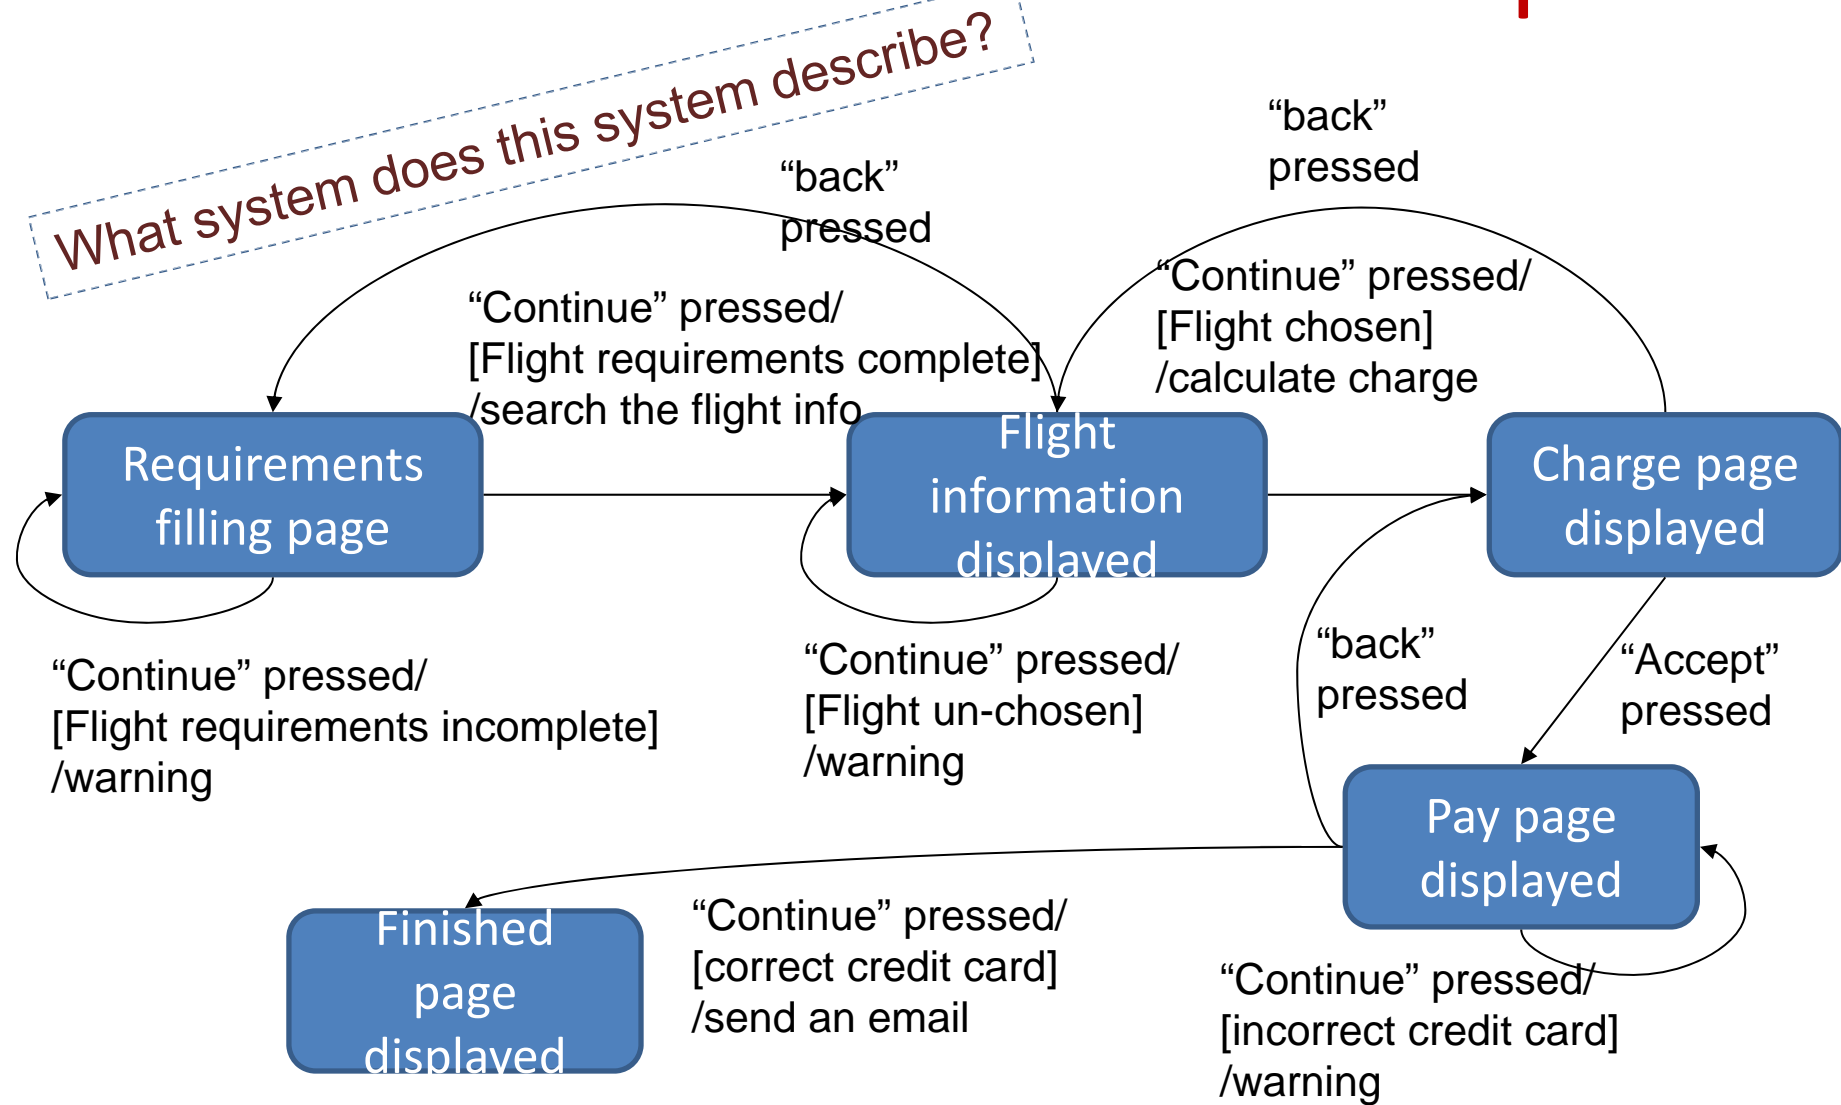 What system does this system describe?
“back”
pressed
“back”
pressed
“Continue” pressed/
[Flight requirements complete]
/search the flight info
“Continue” pressed/
[Flight chosen]
/calculate charge
Requirements
filling page
Flight
information
displayed
Charge page
displayed
“Continue” pressed/
[Flight requirements incomplete]
/warning
“Continue” pressed/
[Flight un-chosen]
/warning
“back”
pressed
“Accept”
pressed
Pay page
displayed
Finished
page
displayed
“Continue” pressed/
[correct credit card]
/send an email
“Continue” pressed/
[incorrect credit card]
/warning